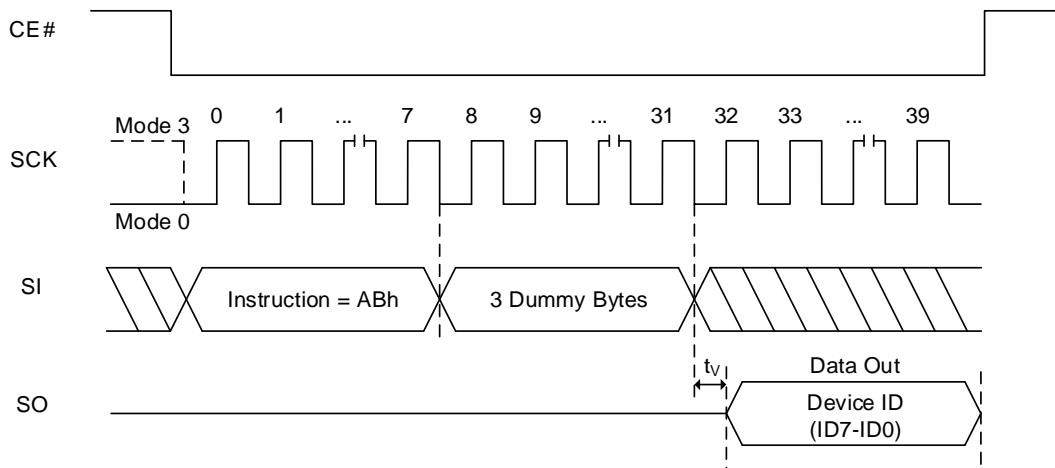 CE#
0 1 ... 7 8 9 ... 31 32 33 ... 39
Mode 3
SCK
Mode 0
SI
Instruction = ABh
3 Dummy Bytes
tV
Data Out
SO
Device ID
(ID7-ID0)